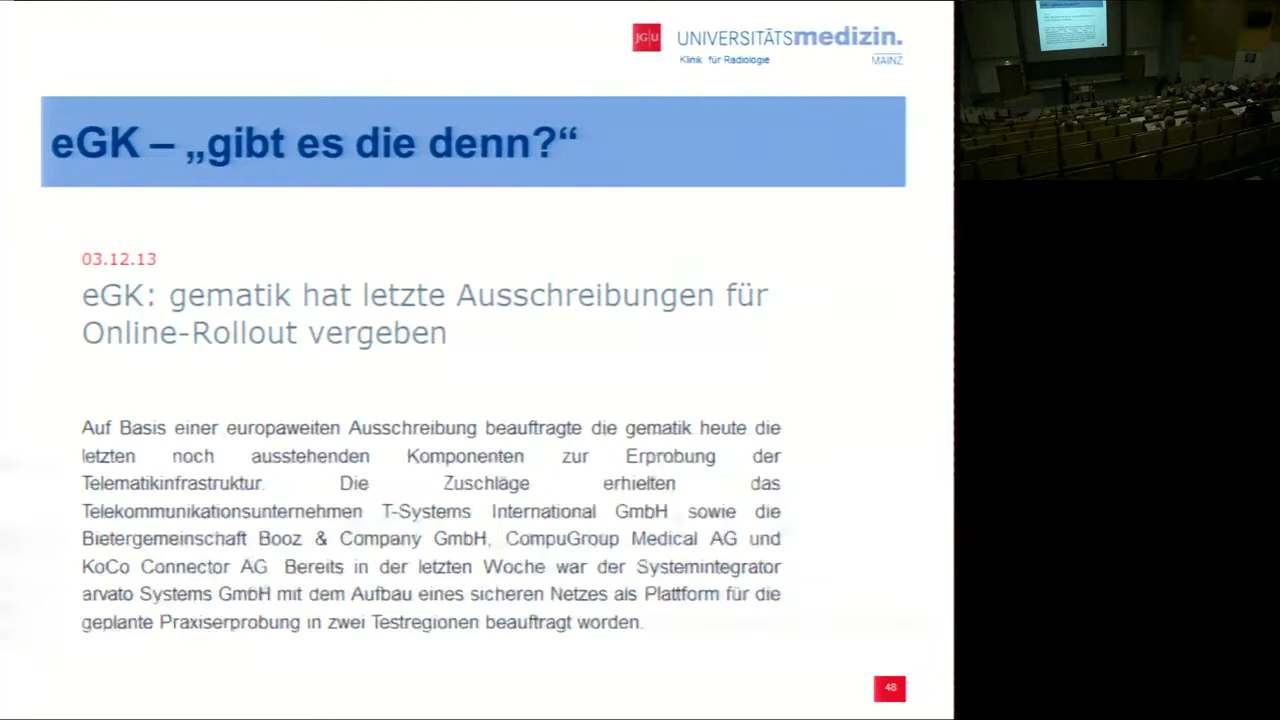 JG|U
UNIVERSITÄTSmedizin.
Klinik für Radiologie
MAINZ
eGK – „gibt es die denn?“
03.12.13
eGK: gematik hat letzte Ausschreibungen für
Online-Rollout vergeben
Auf Basis einer europaweiten Ausschreibung beauftragte die gematik heute die
letzten noch ausstehenden Komponenten zur Erprobung der
Telematikinfrastruktur. Die Zuschläge erhielten das
Telekommunikationsunternehmen T-Systems International GmbH sowie die
Bietergemeinschaft Booz & Company GmbH, CompuGroup Medical AG und
KoCo Connector AG. Bereits in der letzten Woche war der Systemintegrator
arvato Systems GmbH mit dem Aufbau eines sicheren Netzes als Plattform für die
geplante Praxiserprobung in zwei Testregionen beauftragt worden.
48